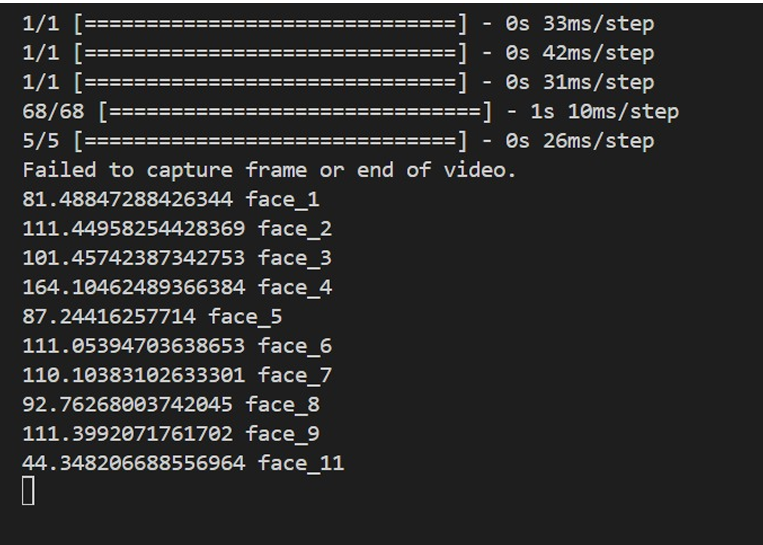 1/1 [==============================] - 0s 33ms/step
1/1 [==============================] - 0s 42ms/step
1/1 [==============================] - 0s 31ms/step
68/68 [==============================] - 1s 10ms/step
5/5 [==============================] - 0s 26ms/step
Failed to capture frame or end of video.
81.48847288426344 face_1
111.44958254428369 face_2
101.45742387342753 face_3
164.10462489366384 face_4
87.24416257714 face_5
111.05394703638653 face_6
110.10383102633301 face_7
92.76268003742045 face_8
111.3992071761702 face_9
44.348206688556964 face_11